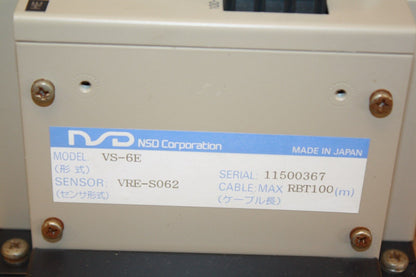 NSD NSD Corporation MADE IN JAPAN
MODEL VS-6E
(形 式)
SERIAL: 11500367
SENSOR: VRE-S062
CABLE: MAX RBT100 (m)
(センサ形式) (ケーブル長)